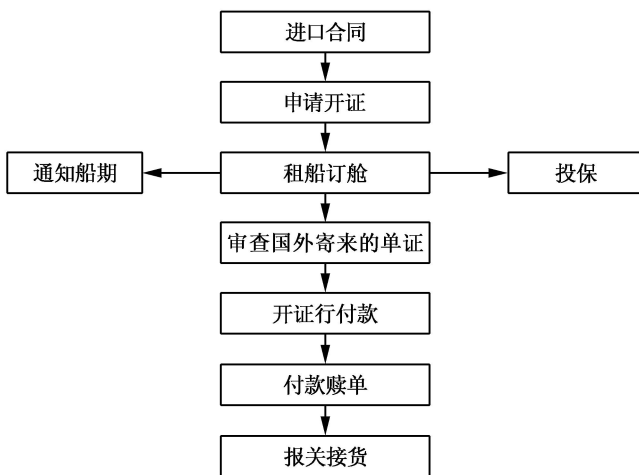 进口合同
申请开证
通知船期
租船订舱
投保
审查国外寄来的单证
开证行付款
付款赎单
报关接货